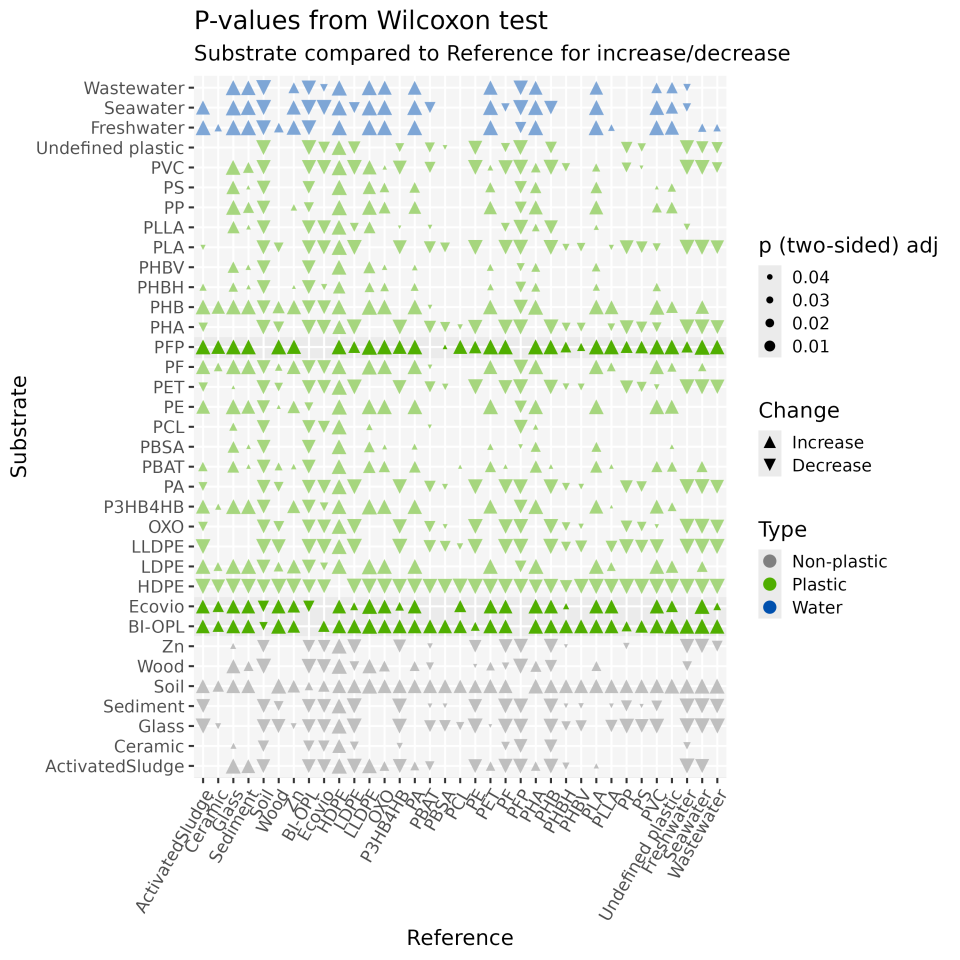 P-values from Wilcoxon test
Substrate compared to Reference for increase/decrease
Substrate
Wastewater
Seawater
Freshwater
Undefined plastic
PVC
PS
PP
PLLA
PLA
PHBV
PHBH
PHB
PHA
PFP
PF
PET
PE
PCL
PBSA
PBAT
PA
P3HB4HB
OXO
LLDPE
LDPE
HDPE
Ecovio
BI-OPL
Zn
Wood
Soil
Sediment
Glass
Ceramic
ActivatedSludge
ActivatedSludge
Ceramic
Glass
Sediment
Soil
Wood
Zn
BI-OPL
Ecovio
HDPE
LDPE
LLDPE
OXO
P3HB4HB
PA
PBAT
PBSA
PCL
PE
PET
PF
PFP
PHA
PHB
PHBH
PHBV
PLA
PLLA
PP
PS
PVC
Undefined plastic
Freshwater
Seawater
Wastewater
Reference
p (two-sided) adj
0.04
0.03
0.02
0.01
Change
Increase
Decrease
Type
Non-plastic
Plastic
Water